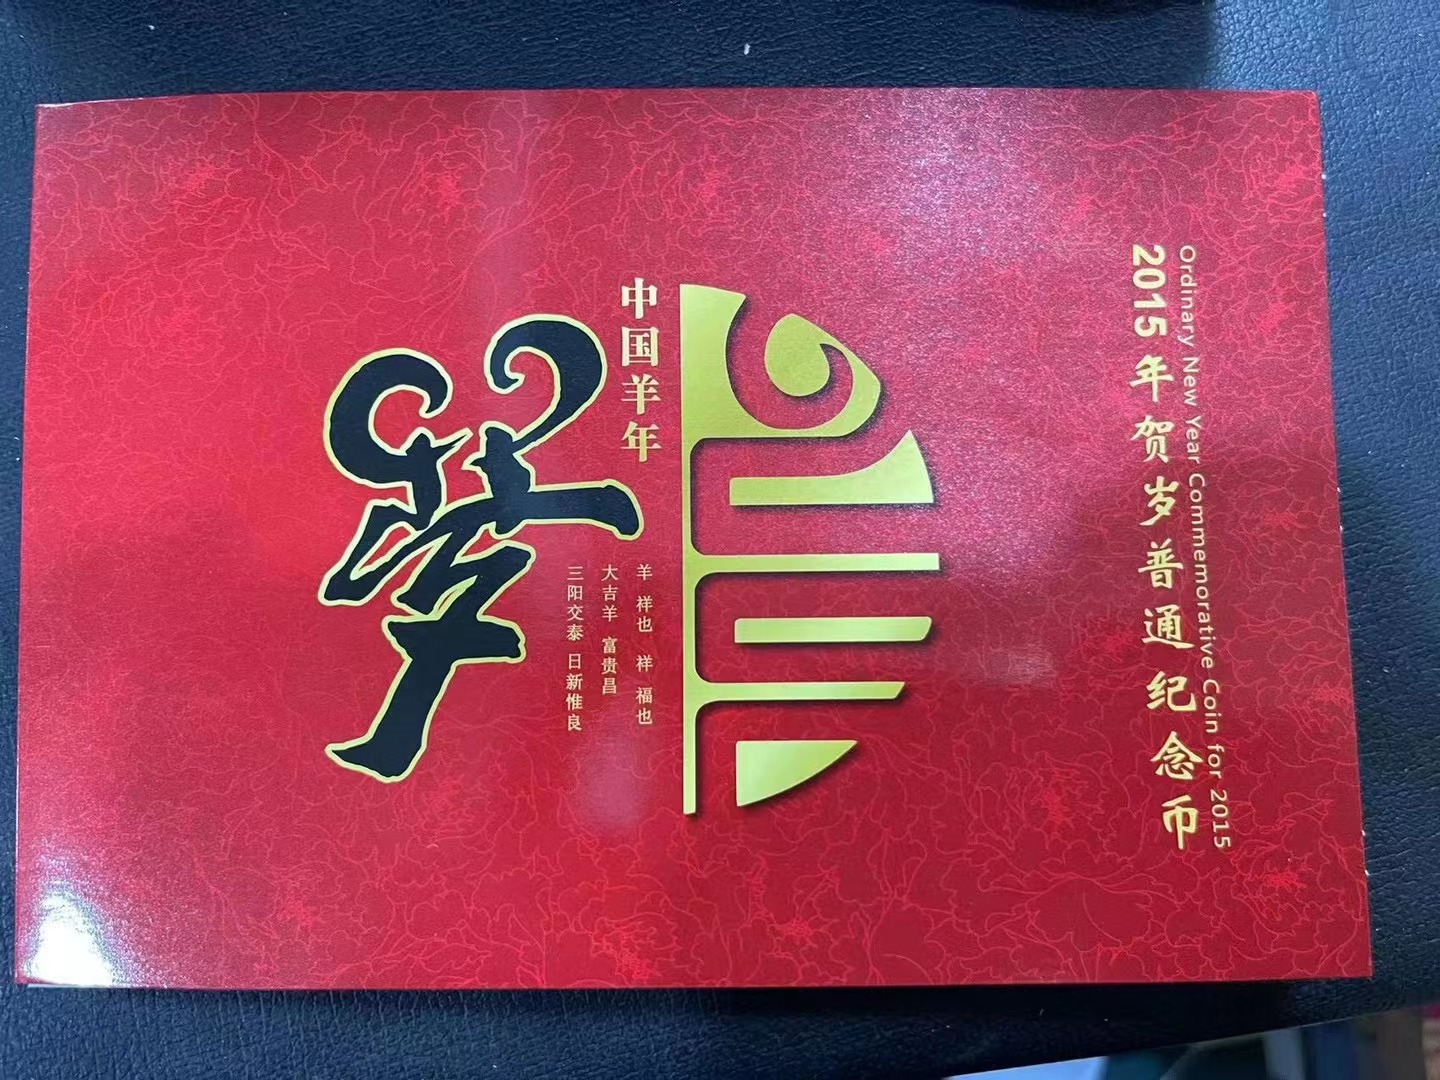 Ordinary New Year Commemorative Coin for 2015
2015年贺岁普通纪念币
中国羊年
羊
羊 祥也 祥 福也
大吉羊 富贵昌
三阳交泰 日新惟良